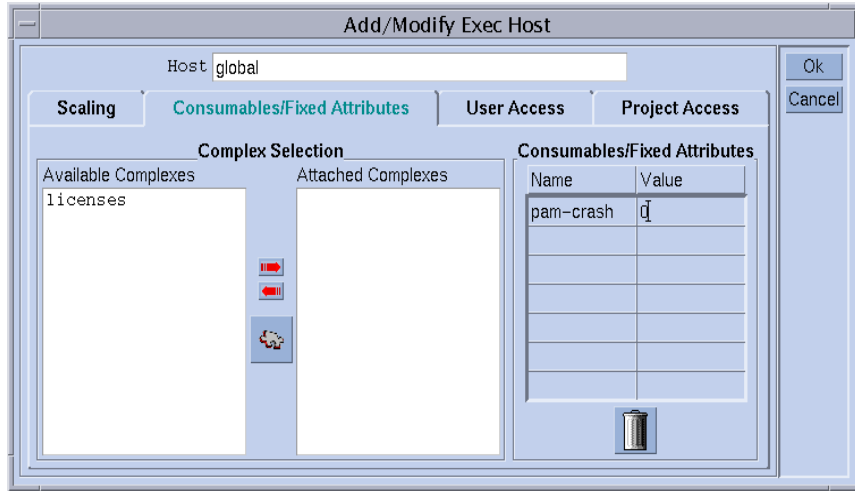 Add/Modify Exec Host
Host global
Ok
Cancel
Scaling Consumables/Fixed Attributes User Access Project Access
Complex Selection Consumables/Fixed Attributes
Available Complexes Attached Complexes Name Value
licenses
pam-crash 0